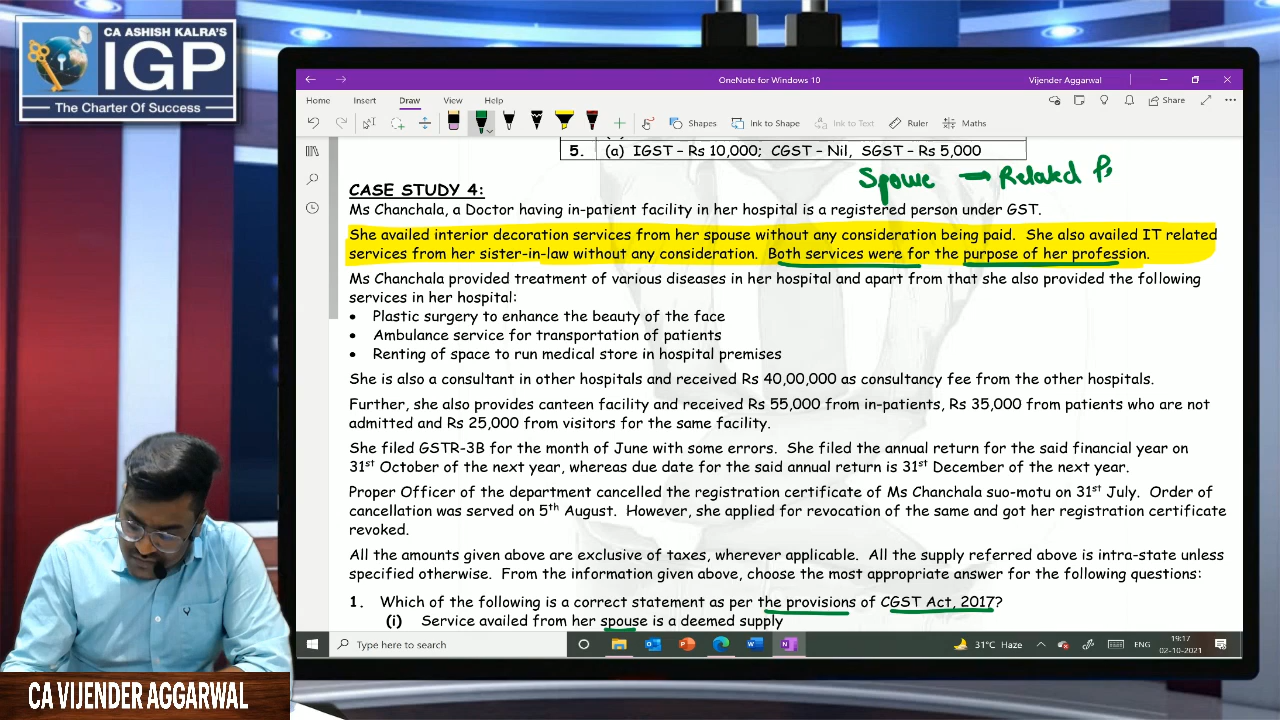 CA ASHISH KALRA'S
IGP
The Charter Of Success
OneNote for Windows 10
Vijender Aggarwal
Home Insert Draw View Help
Share
Shapes Ink to Shape Ink to Text Ruler Maths
5. (a) IGST – Rs 10,000; CGST – Nil, SGST – Rs 5,000
Spouse → Related P
CASE STUDY 4:
Ms Chanchala, a Doctor having in-patient facility in her hospital is a registered person under GST.
She availed interior decoration services from her spouse without any consideration being paid. She also availed IT related
services from her sister-in-law without any consideration. Both services were for the purpose of her profession.
Ms Chanchala provided treatment of various diseases in her hospital and apart from that she also provided the following
services in her hospital:
• Plastic surgery to enhance the beauty of the face
• Ambulance service for transportation of patients
• Renting of space to run medical store in hospital premises
She is also a consultant in other hospitals and received Rs 40,00,000 as consultancy fee from the other hospitals.
Further, she also provides canteen facility and received Rs 55,000 from in-patients, Rs 35,000 from patients who are not
admitted and Rs 25,000 from visitors for the same facility.
She filed GSTR-3B for the month of June with some errors. She filed the annual return for the said financial year on
31st October of the next year, whereas due date for the said annual return is 31st December of the next year.
Proper Officer of the department cancelled the registration certificate of Ms Chanchala suo-motu on 31st July. Order of
cancellation was served on 5th August. However, she applied for revocation of the same and got her registration certificate
revoked.
All the amounts given above are exclusive of taxes, wherever applicable. All the supply referred above is intra-state unless
specified otherwise. From the information given above, choose the most appropriate answer for the following questions:
1. Which of the following is a correct statement as per the provisions of CGST Act, 2017?
(i) Service availed from her spouse is a deemed supply
Type here to search
31°C Haze
ENG
19:17
02-10-2021
CA VIJENDER AGGARWAL